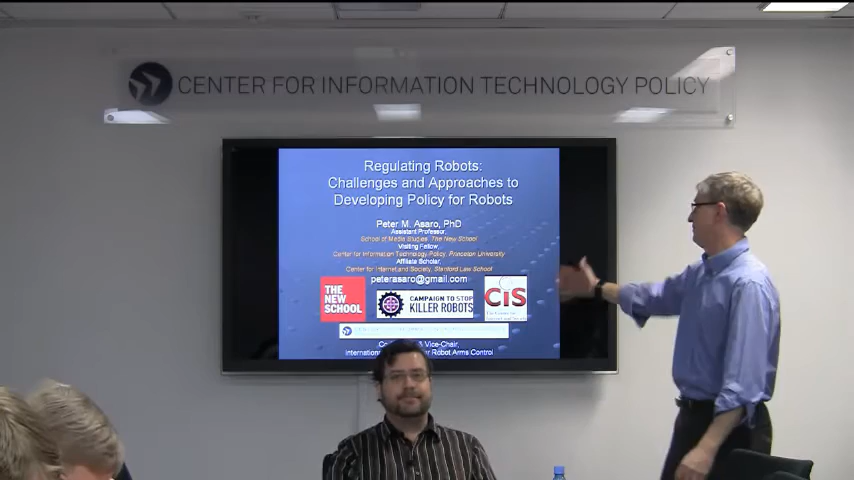 CENTER FOR INFORMATION TECHNOLOGY POLICY
Regulating Robots:
Challenges and Approaches to
Developing Policy for Robots
Peter M. Asaro, PhD
Assistant Professor,
School of Media Studies, The New School
Visiting Fellow,
Center for Information Technology Policy, Princeton University
Affiliate Scholar,
Center for Internet and Society, Stanford Law School
peterasaro@gmail.com
THE NEW SCHOOL
CAMPAIGN TO STOP
KILLER ROBOTS
CIS
Vice-Chair,
Robot Arms Control